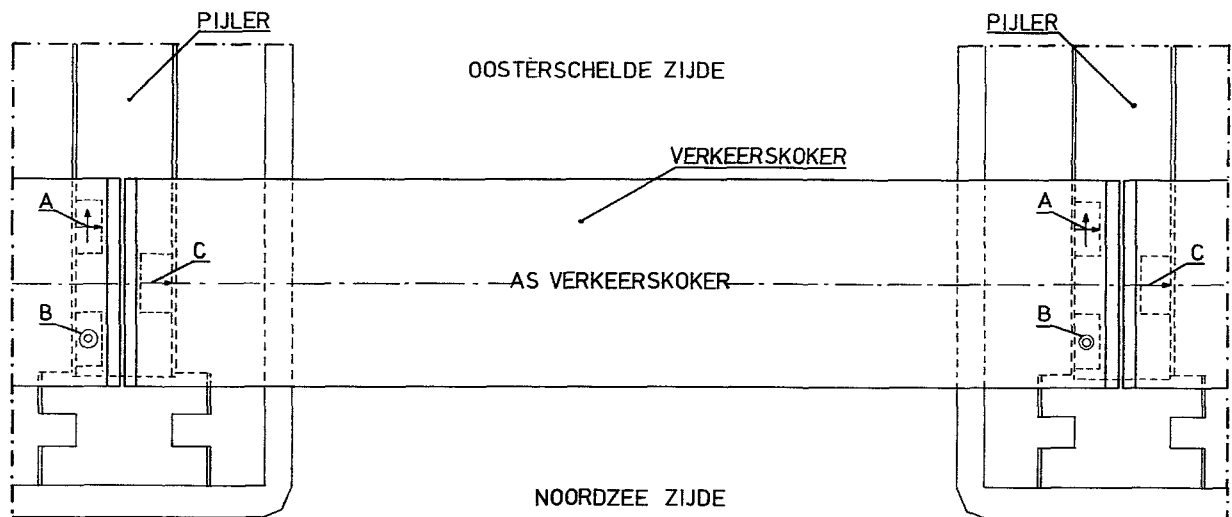 PIJLER
PIJLER
OOSTERSCHELDE ZIJDE
VERKEERSKOKER
A
A
C
C
AS VERKEERSKOKER
B
B
NOORDZEE ZIJDE